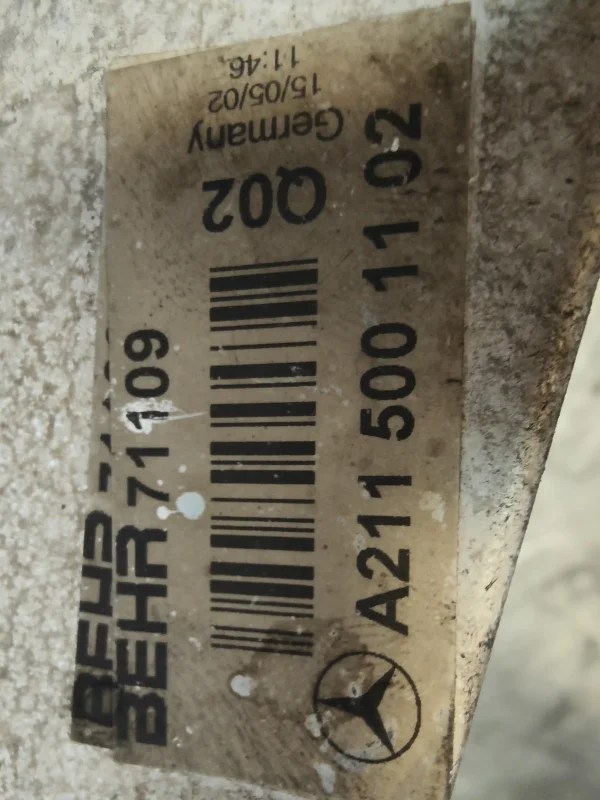 BEHR 71109
A211 500 11 02
Q02
Germany
15/05/02
11:46